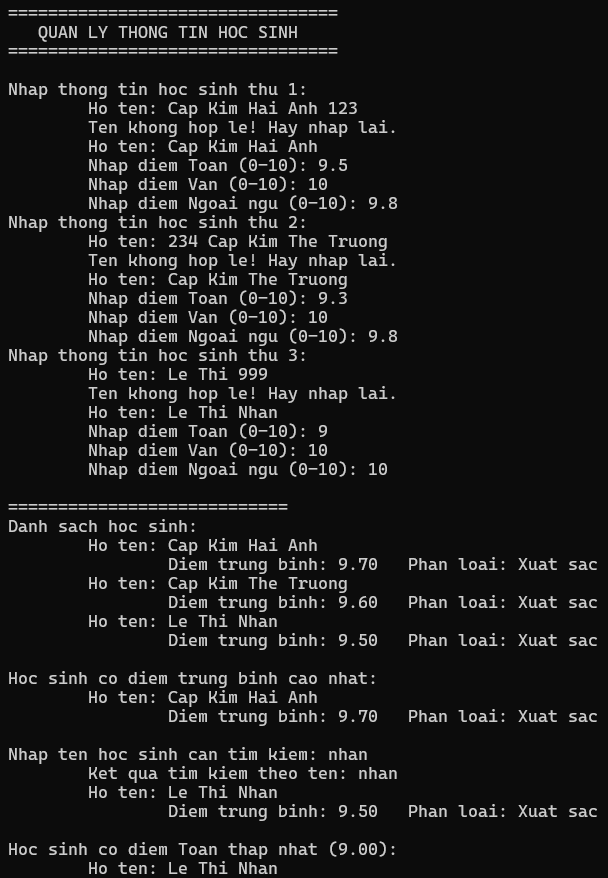 =================================
QUAN LY THONG TIN HOC SINH
=================================
Nhap thong tin hoc sinh thu 1:
Ho ten: Cap Kim Hai Anh 123
Ten khong hop le! Hay nhap lai.
Ho ten: Cap Kim Hai Anh
Nhap diem Toan (0-10): 9.5
Nhap diem Van (0-10): 10
Nhap diem Ngoai ngu (0-10): 9.8
Nhap thong tin hoc sinh thu 2:
Ho ten: 234 Cap Kim The Truong
Ten khong hop le! Hay nhap lai.
Ho ten: Cap Kim The Truong
Nhap diem Toan (0-10): 9.3
Nhap diem Van (0-10): 10
Nhap diem Ngoai ngu (0-10): 9.8
Nhap thong tin hoc sinh thu 3:
Ho ten: Le Thi 999
Ten khong hop le! Hay nhap lai.
Ho ten: Le Thi Nhan
Nhap diem Toan (0-10): 9
Nhap diem Van (0-10): 10
Nhap diem Ngoai ngu (0-10): 10
============================
Danh sach hoc sinh:
Ho ten: Cap Kim Hai Anh
Diem trung binh: 9.70   Phan loai: Xuat sac
Ho ten: Cap Kim The Truong
Diem trung binh: 9.60   Phan loai: Xuat sac
Ho ten: Le Thi Nhan
Diem trung binh: 9.50   Phan loai: Xuat sac
Hoc sinh co diem trung binh cao nhat:
Ho ten: Cap Kim Hai Anh
Diem trung binh: 9.70   Phan loai: Xuat sac
Nhap ten hoc sinh can tim kiem: nhan
Ket qua tim kiem theo ten: nhan
Ho ten: Le Thi Nhan
Diem trung binh: 9.50   Phan loai: Xuat sac
Hoc sinh co diem Toan thap nhat (9.00):
Ho ten: Le Thi Nhan